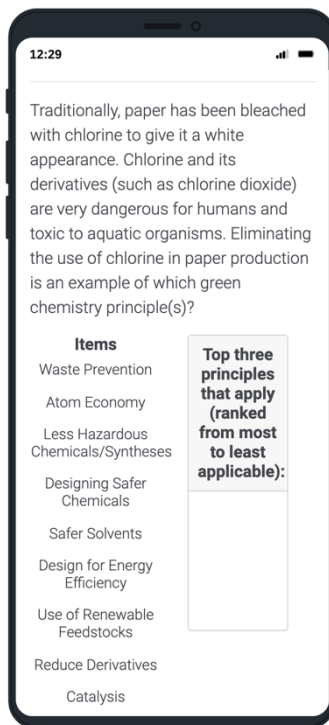 12:29
Traditionally, paper has been bleached
with chlorine to give it a white
appearance. Chlorine and its
derivatives (such as chlorine dioxide)
are very dangerous for humans and
toxic to aquatic organisms. Eliminating
the use of chlorine in paper production
is an example of which green
chemistry principle(s)?
Items
Waste Prevention
Atom Economy
Less Hazardous
Chemicals/Syntheses
Designing Safer
Chemicals
Safer Solvents
Design for Energy
Efficiency
Use of Renewable
Feedstocks
Reduce Derivatives
Catalysis
Top three
principles
that apply
(ranked
from most
to least
applicable):